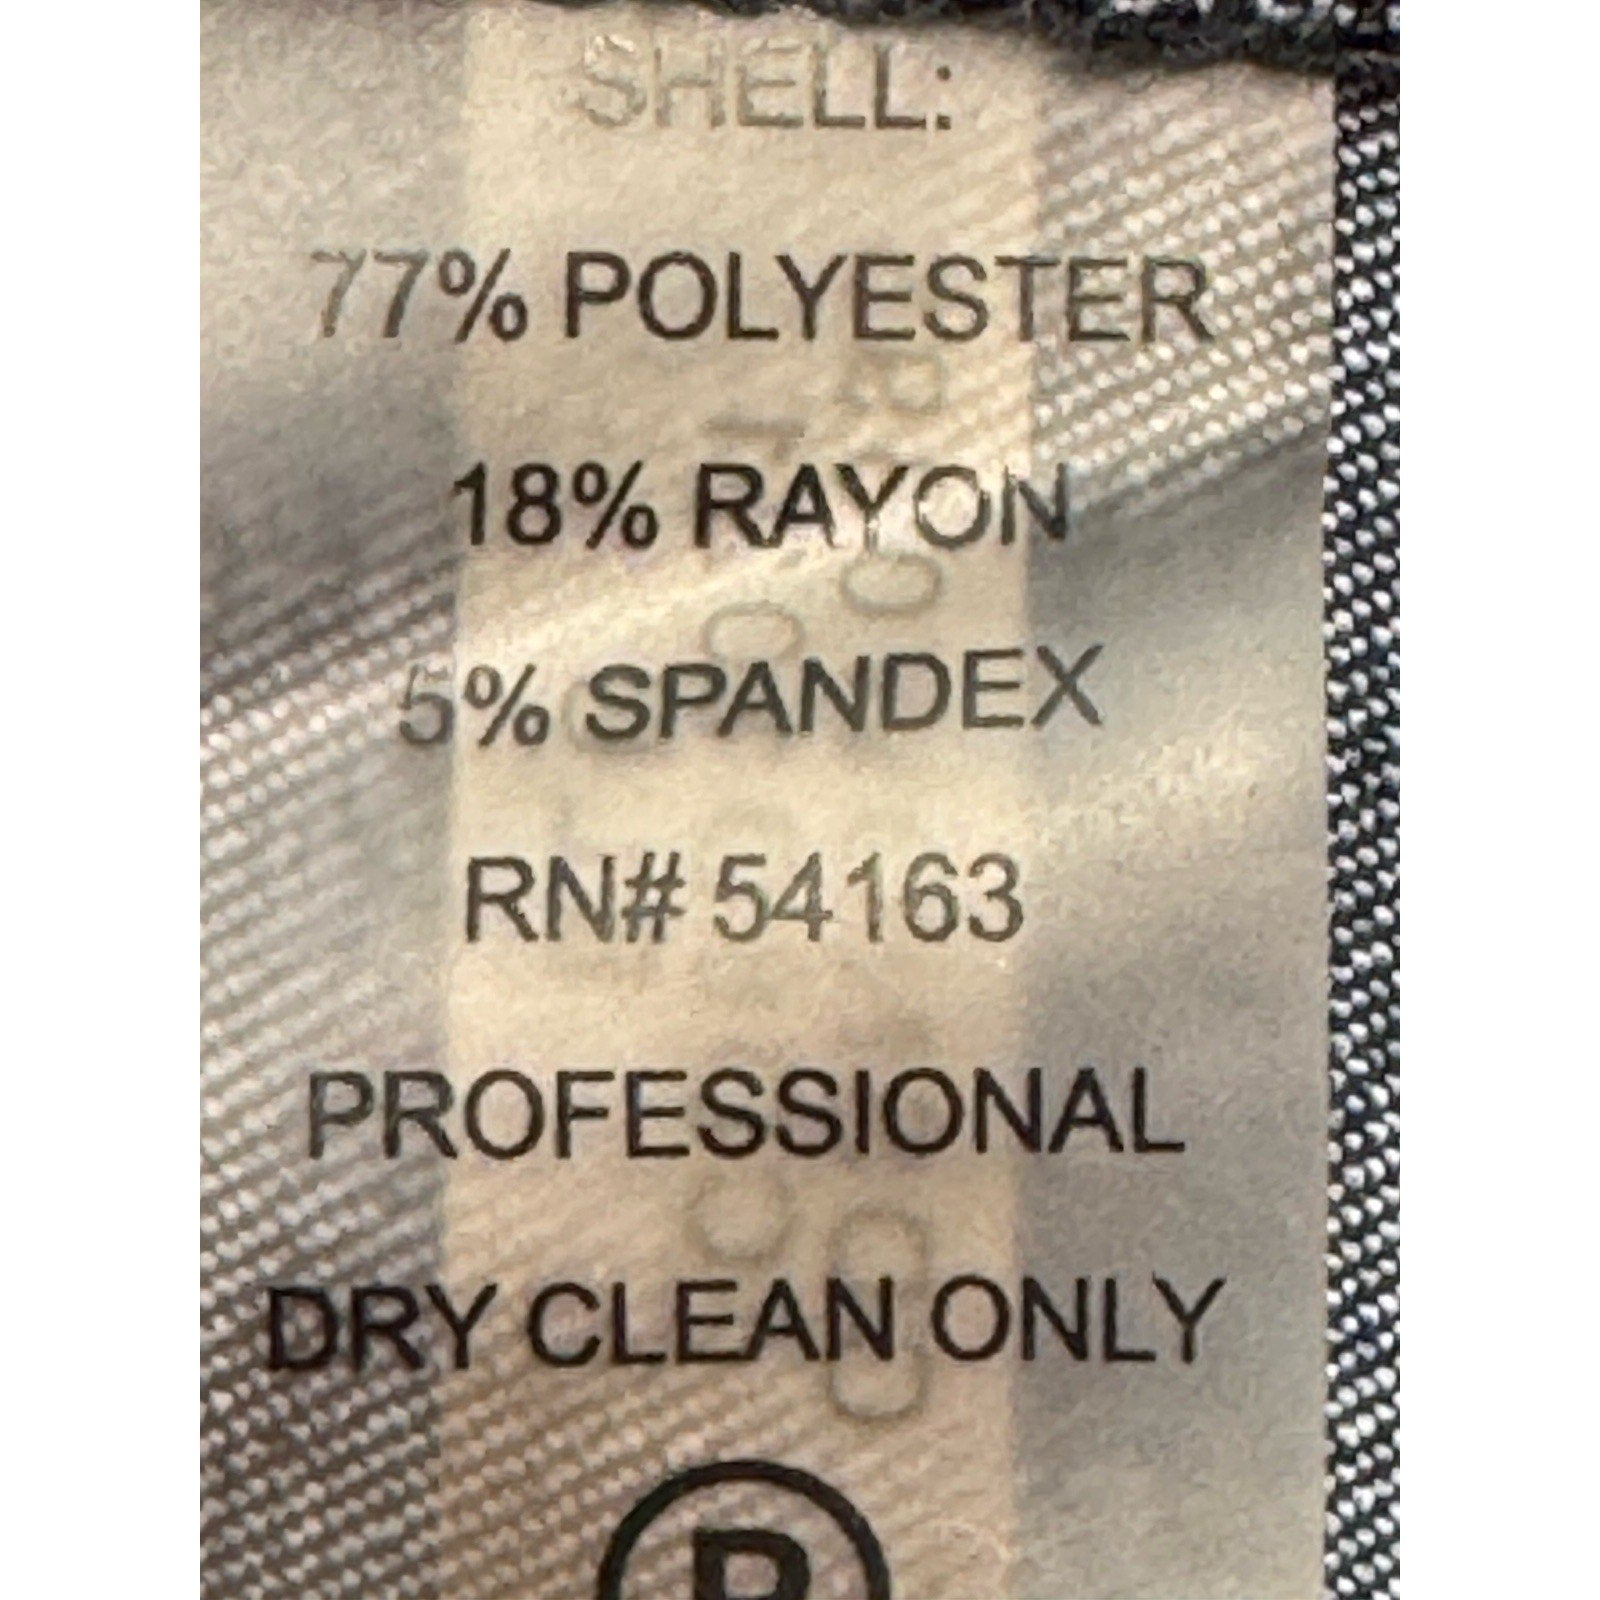 SHELL:
77% POLYESTER
18% RAYON
5% SPANDEX
RN# 54163
PROFESSIONAL
DRY CLEAN ONLY
P